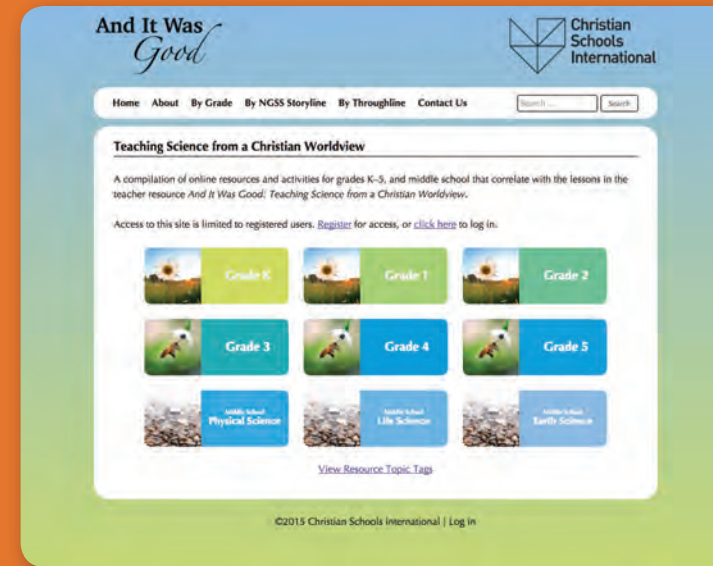 And It Was
Good
Christian
Schools
International
Home About By Grade By NGSS Storyline By Throughline Contact Us
Search ... Search
Teaching Science from a Christian Worldview
A compilation of online resources and activities for grades K–5, and middle school that correlate with the lessons in the
teacher resource And It Was Good: Teaching Science from a Christian Worldview.
Access to this site is limited to registered users. Register for access, or click here to log in.
Grade K Grade 1 Grade 2
Grade 3 Grade 4 Grade 5
Middle School Middle School Middle School
Physical Science Life Science Earth Science
View Resource Topic Tags
©2015 Christian Schools International | Log in